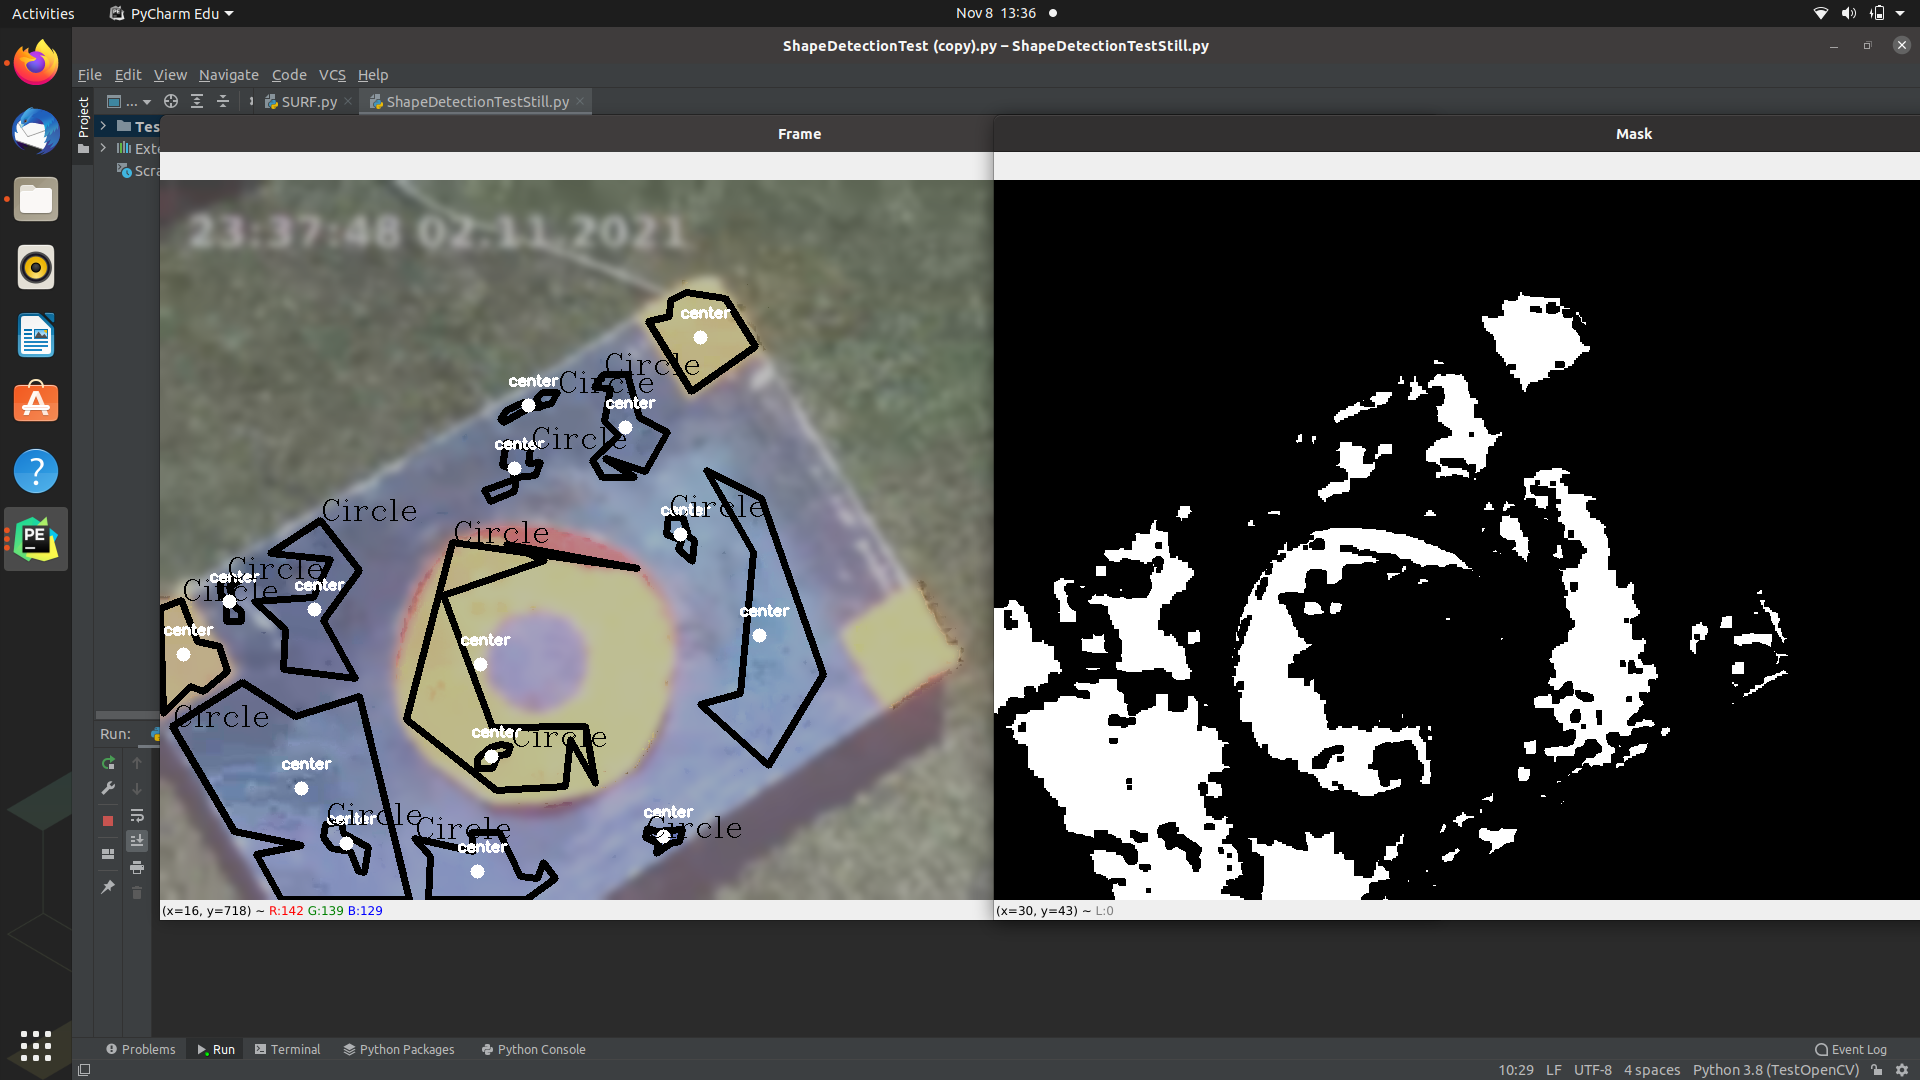 Activities
PyCharm Edu
Nov 8 13:36
ShapeDetectionTest (copy).py – ShapeDetectionTestStill.py
File Edit View Navigate Code VCS Help
Project
...
SURF.py
ShapeDetectionTestStill.py
Tes
Exte
Scra
Frame
Mask
23:37:48 02.11.2021
center
Circle
center
Circle
center
center
Circle
Circle
center
Circle
Circle
center
Circle
center
Circle
center
center
center
center
Circle
center
Circle
center
Circle
center
Circle
center
Circle
center
Run:
(x=16, y=718) ~ R:142 G:139 B:129
(x=30, y=43) ~ L:0
Problems
Run
Terminal
Python Packages
Python Console
Event Log
10:29 LF UTF-8 4 spaces Python 3.8 (TestOpenCV)